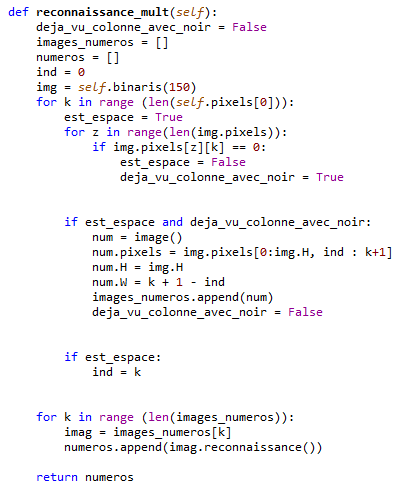 def reconnaissance_mult(self):
    deja_vu_colonne_avec_noir = False
    images_numeros = []
    numeros = []
    ind = 0
    img = self.binaris(150)
    for k in range (len(self.pixels[0])):
        est_espace = True
        for z in range(len(img.pixels)):
            if img.pixels[z][k] == 0:
                est_espace = False
                deja_vu_colonne_avec_noir = True
        if est_espace and deja_vu_colonne_avec_noir:
            num = image()
            num.pixels = img.pixels[0:img.H, ind : k+1]
            num.H = img.H
            num.W = k + 1 - ind
            images_numeros.append(num)
            deja_vu_colonne_avec_noir = False
        if est_espace:
            ind = k
    for k in range (len(images_numeros)):
        imag = images_numeros[k]
        numeros.append(imag.reconnaissance())
    return numeros